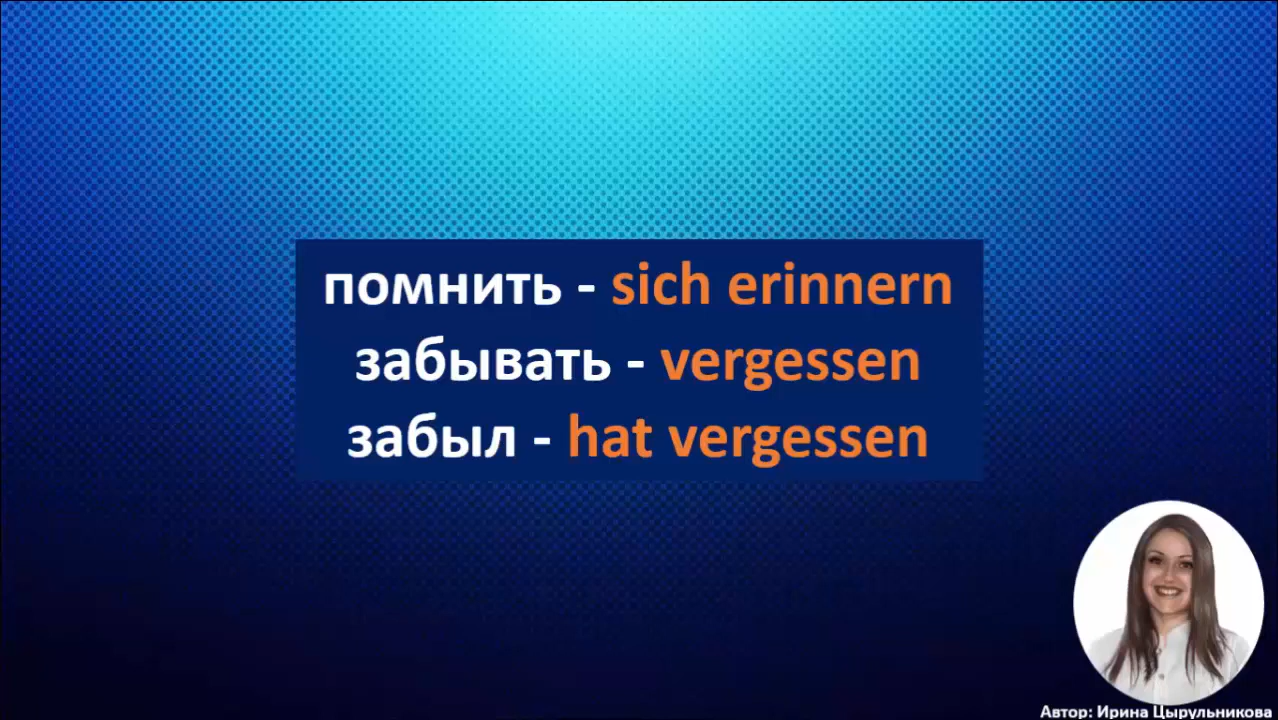 помнить - sich erinnern
забывать - vergessen
забыл - hat vergessen
Автор: Ирина Цырульникова